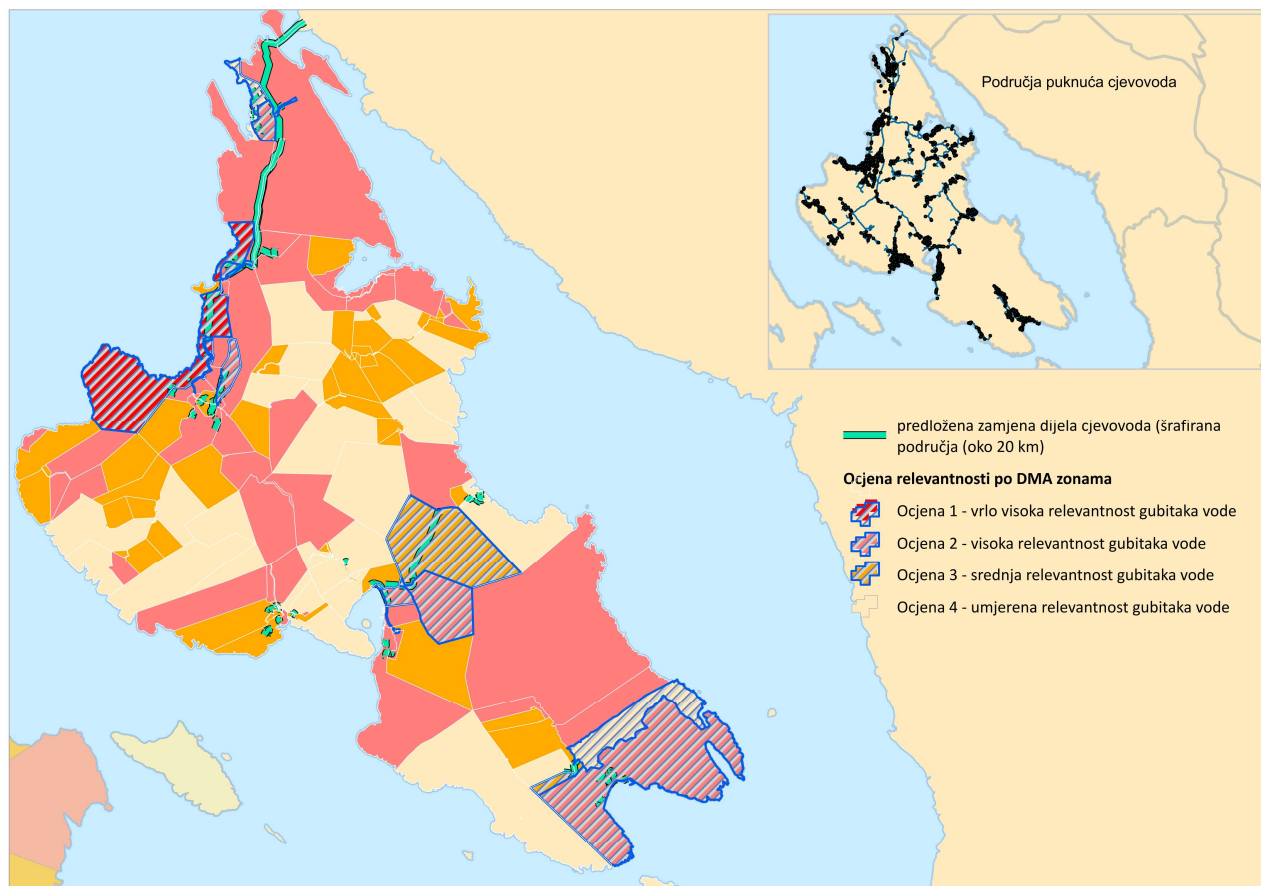 Područja puknuća cjevovoda
predložena zamjena dijela cjevovoda (šrafirana
područja (oko 20 km)
Ocjena relevantnosti po DMA zonama
Ocjena 1 - vrlo visoka relevantnost gubitaka vode
Ocjena 2 - visoka relevantnost gubitaka vode
Ocjena 3 - srednja relevantnost gubitaka vode
Ocjena 4 - umjerena relevantnost gubitaka vode